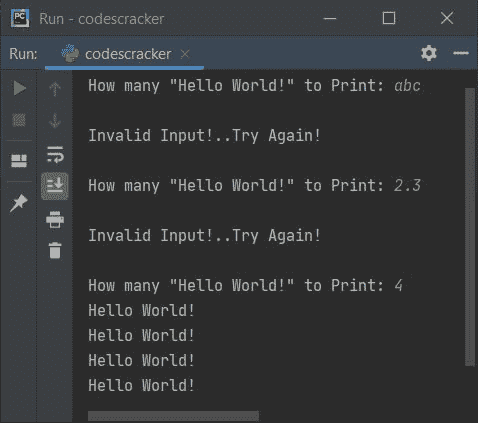 PC
Run - codescracker
Run: codescracker
How many "Hello World!" to Print: abc
Invalid Input!..Try Again!
How many "Hello World!" to Print: 2.3
Invalid Input!..Try Again!
How many "Hello World!" to Print: 4
Hello World!
Hello World!
Hello World!
Hello World!